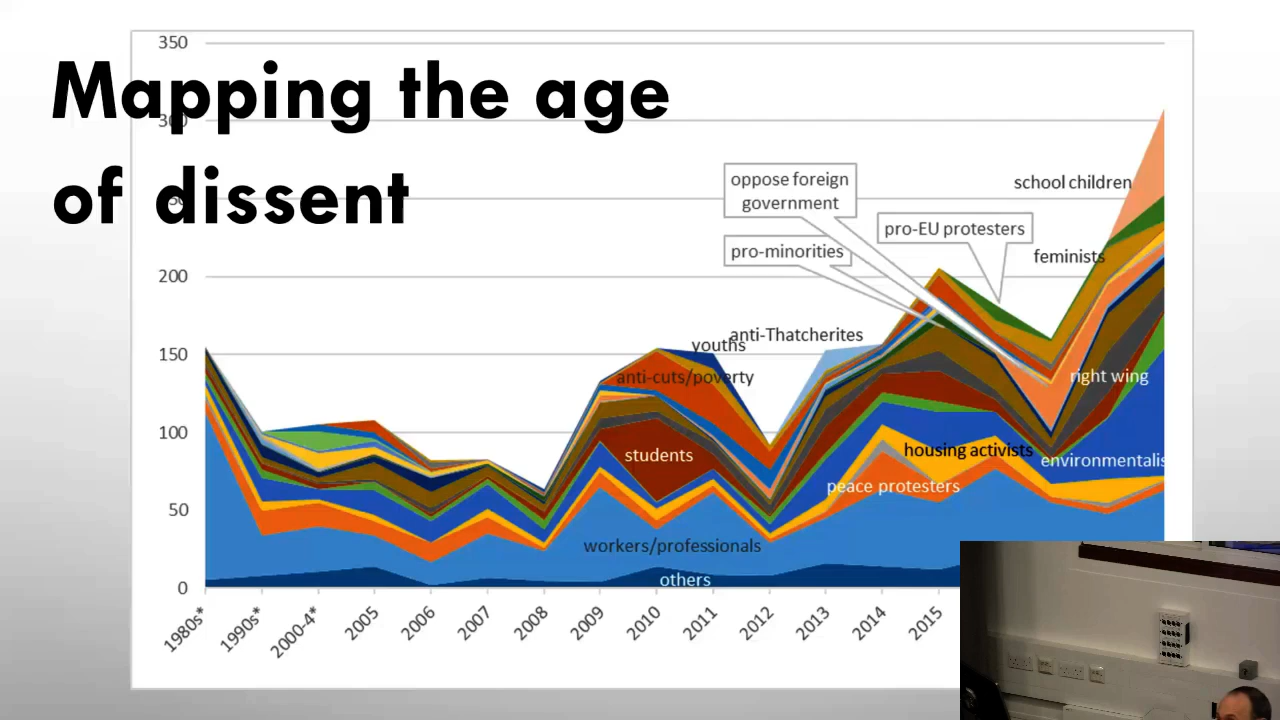 Mapping the age
of dissent
350
200
150
100
50
0
oppose foreign
government
pro-minorities
pro-EU protesters
school children
feminists
anti-Thatcherites
youths
anti-cuts/poverty
right wing
students
housing activists
environmentalis
peace protesters
workers/professionals
others
1980s*
1990s*
2000-4*
2005
2006
2007
2008
2009
2010
2011
2012
2013
2014
2015